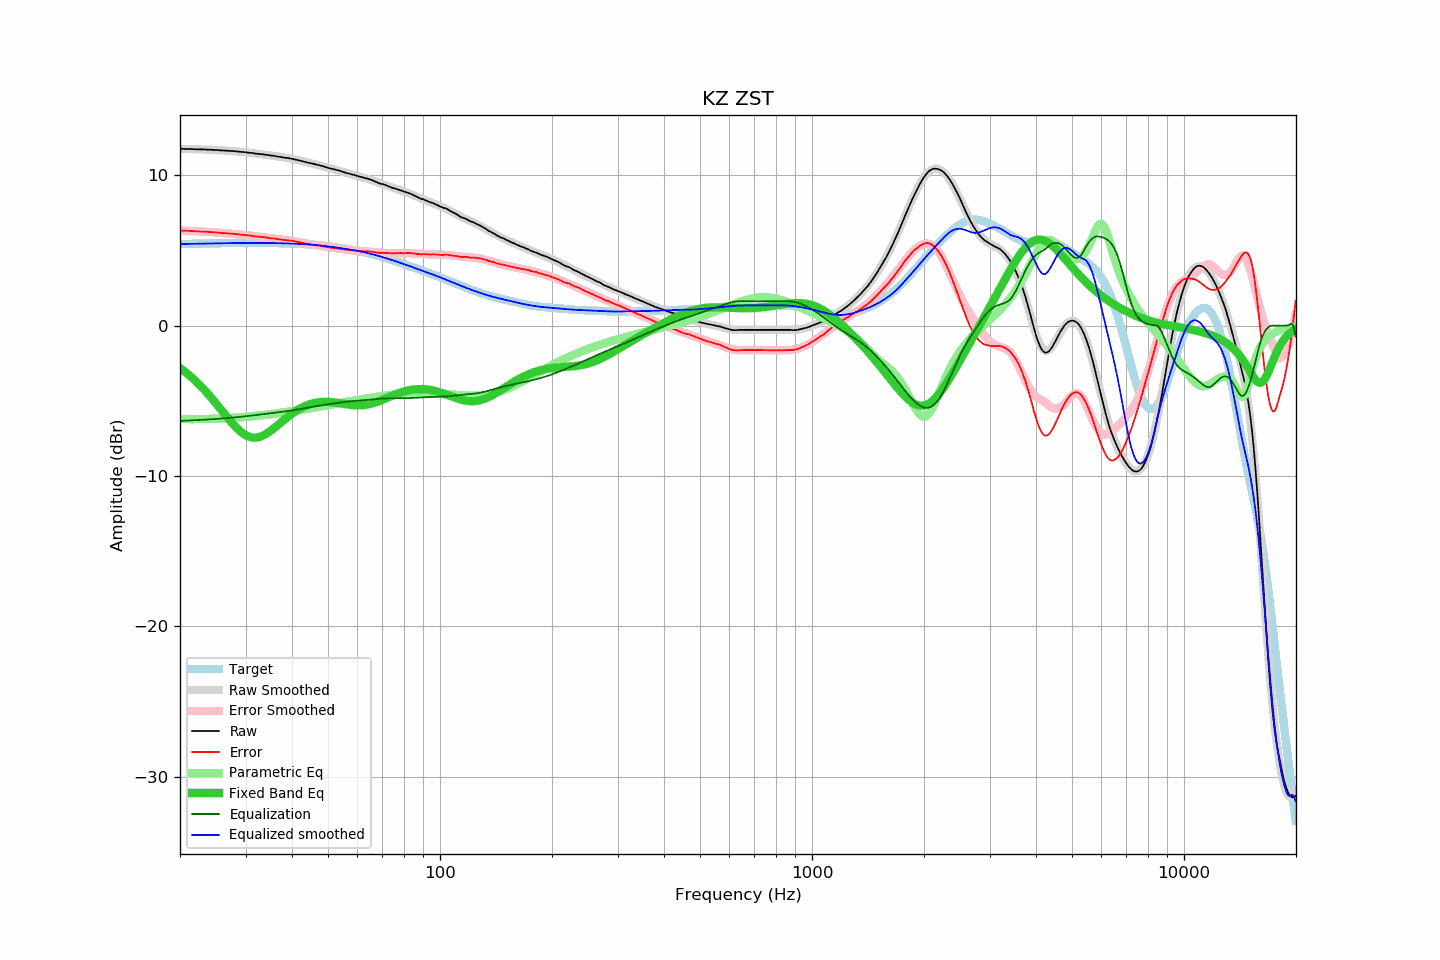 KZ ZST
10
0
−10
−20
−30
Amplitude (dBr)
Target
Raw Smoothed
Error Smoothed
Raw
Error
Parametric Eq
Fixed Band Eq
Equalization
Equalized smoothed
100
1000
10000
Frequency (Hz)